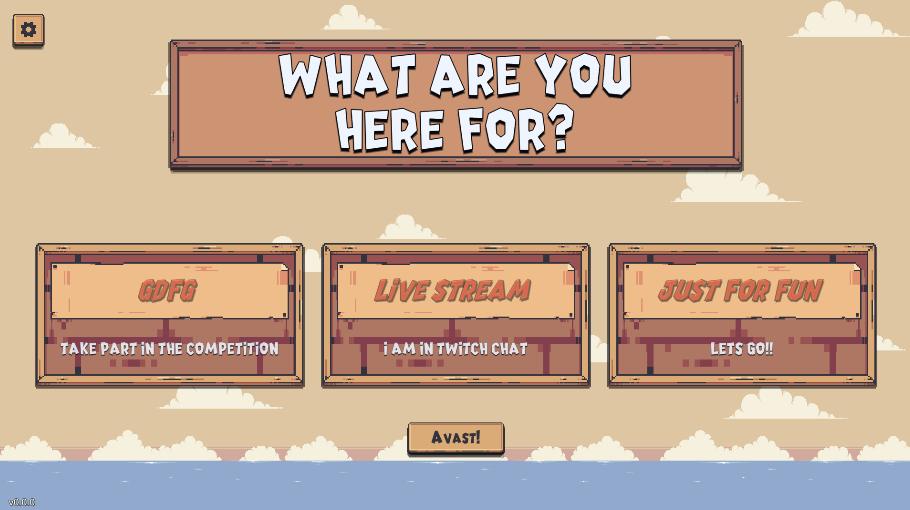 WHAT ARE YOU
HERE FOR?
GDFG
LiVE STREAM
JUST FOR FUN
TAKE PART iN THE COMPETiTiON
i AM iN TWiTCH CHAT
LETS GO!!
AVAST!
v0.0.0